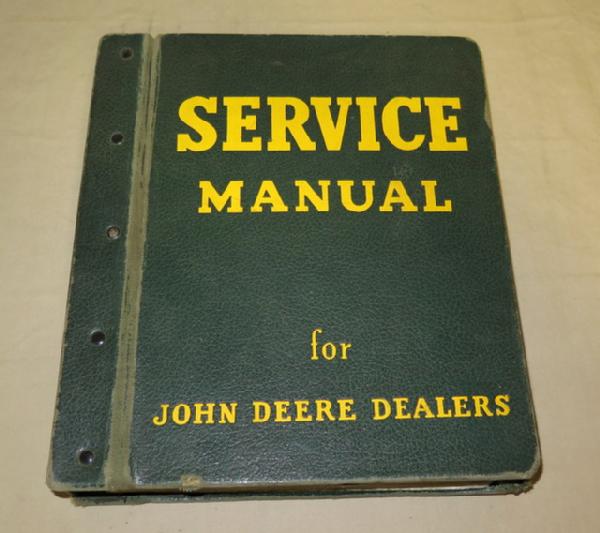 SERVICE
MANUAL
for
JOHN DEERE DEALERS